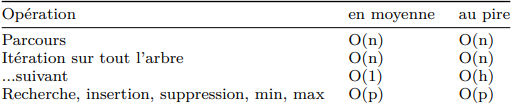 Opération en moyenne au pire
Parcours O(n) O(n)
Itération sur tout l'arbre O(n) O(n)
...suivant O(1) O(h)
Recherche, insertion, suppression, min, max O(p) O(p)